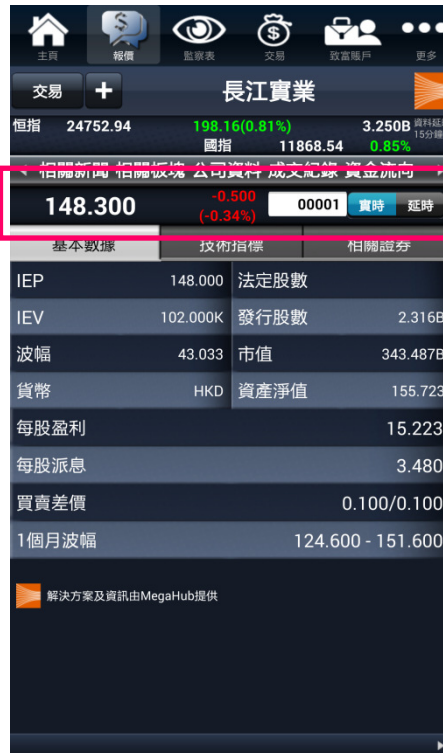 主頁 報價 監察表 交易 致富賬戶 更多
交易 + 長江實業
恒指 24752.94 198.16(0.81%) 3.250B 資料延
15分鐘
國指 11868.54 0.85%
相關新聞 相關板塊 公司資料 成交紀錄 資金流向
148.300 -0.500 (-0.34%) 00001 實時 延時
基本數據 技術指標 相關證券
IEP 148.000 法定股數
IEV 102.000K 發行股數 2.316B
波幅 43.033 市值 343.487B
貨幣 HKD 資產淨值 155.723
每股盈利 15.223
每股派息 3.480
買賣差價 0.100/0.100
1個月波幅 124.600 - 151.600
解決方案及資訊由MegaHub提供